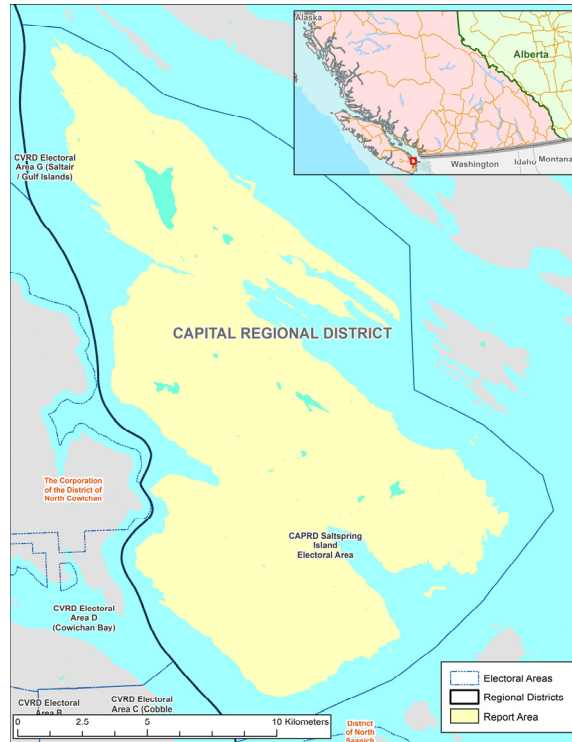 Alaska
Alberta
Washington
Idaho
Montana
CVRD Electoral
Area G (Saltair
/ Gulf Islands)
CAPITAL REGIONAL DISTRICT
The Corporation
of the District of
North Cowichan
CAPRD Saltspring
Island
Electoral Area
CVRD Electoral
Area D
(Cowichan Bay)
Electoral Areas
Regional Districts
Report Area
CVRD Electoral
Area B
CVRD Electoral
Area C (Cobble
0 2.5 5 10 Kilometers
District
of North
Saanich